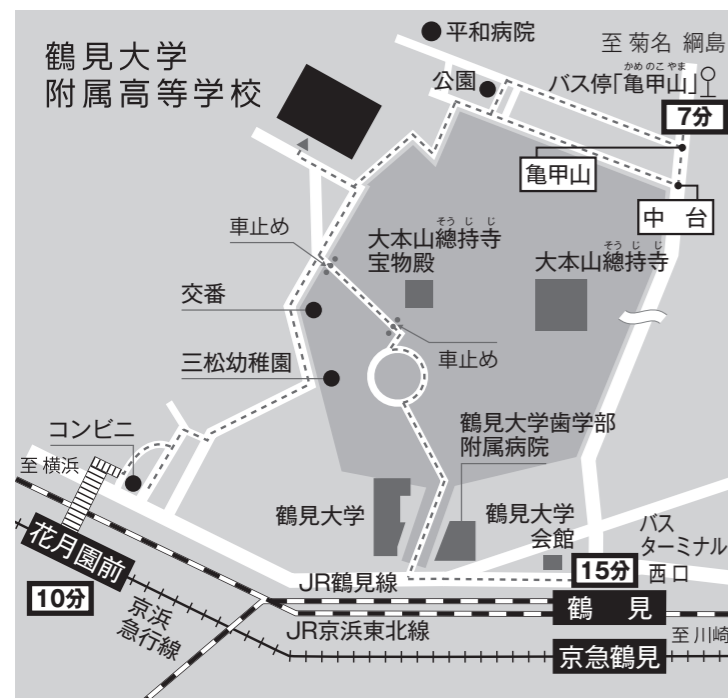 鶴見大学
附属高等学校
平和病院
至 菊名 綱島
公園
かめのこやま
バス停「亀甲山」
7分
亀甲山
中 台
車止め
そう じ じ
大本山總持寺
宝物殿
そう じ じ
大本山總持寺
交番
車止め
三松幼稚園
コンビニ
至 横浜
鶴見大学歯学部
附属病院
鶴見大学
鶴見大学
会館
バス
ターミナル
西口
花月園前
10分
15分
JR鶴見線
鶴 見
京浜
急行線
JR京浜東北線
至 川崎
京急鶴見